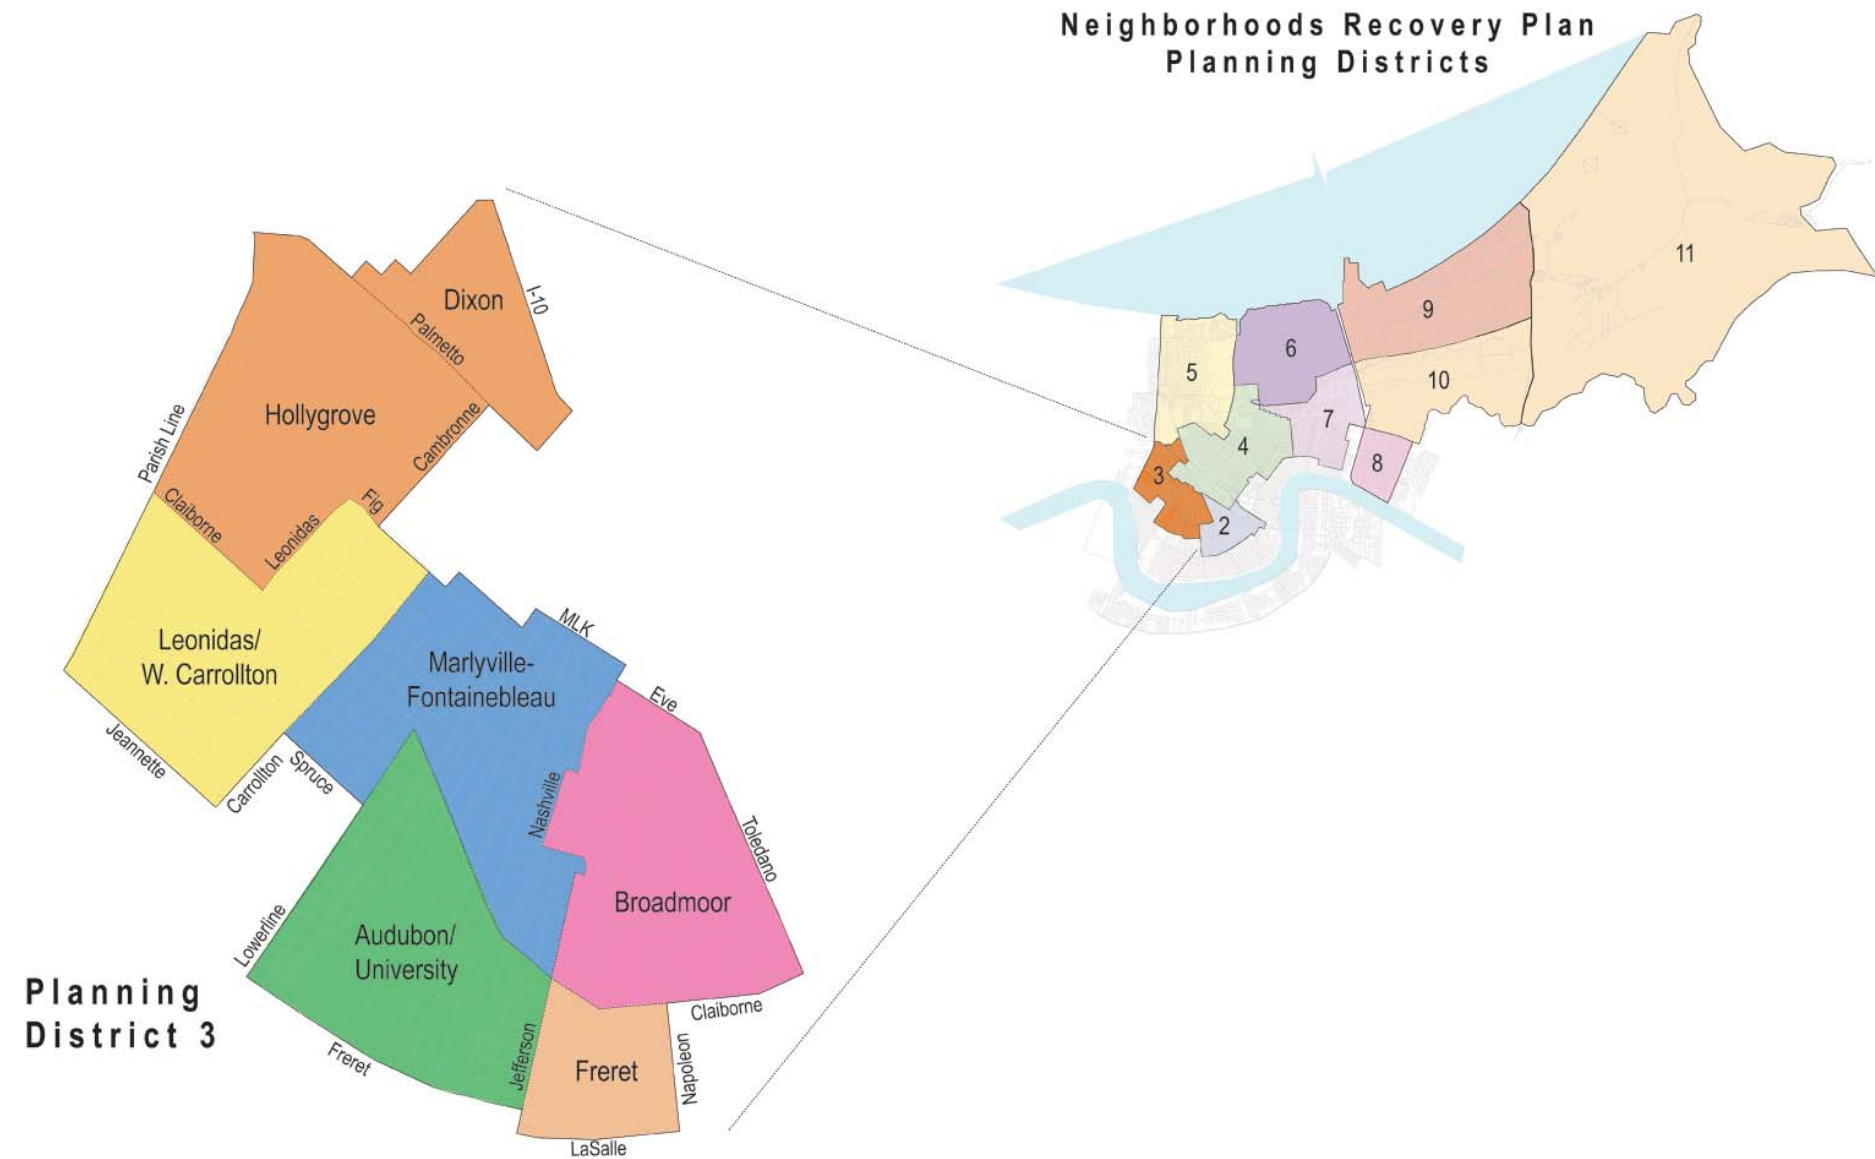 Neighborhoods Recovery Plan
Planning Districts
11
9
6
5
10
7
4
8
3
2
Dixon
I-10
Palmetto
Hollygrove
Parish Line
Cambronne
Claiborne
Leonidas
Fig
Leonidas/
W. Carrollton
MLK
Marlyville-
Fontainebleau
Eve
Jeannette
Carrollton
Spruce
Nashville
Toledano
Broadmoor
Lowerline
Audubon/
University
Planning
District 3
Claiborne
Freret
Jefferson
Freret
Napoleon
LaSalle